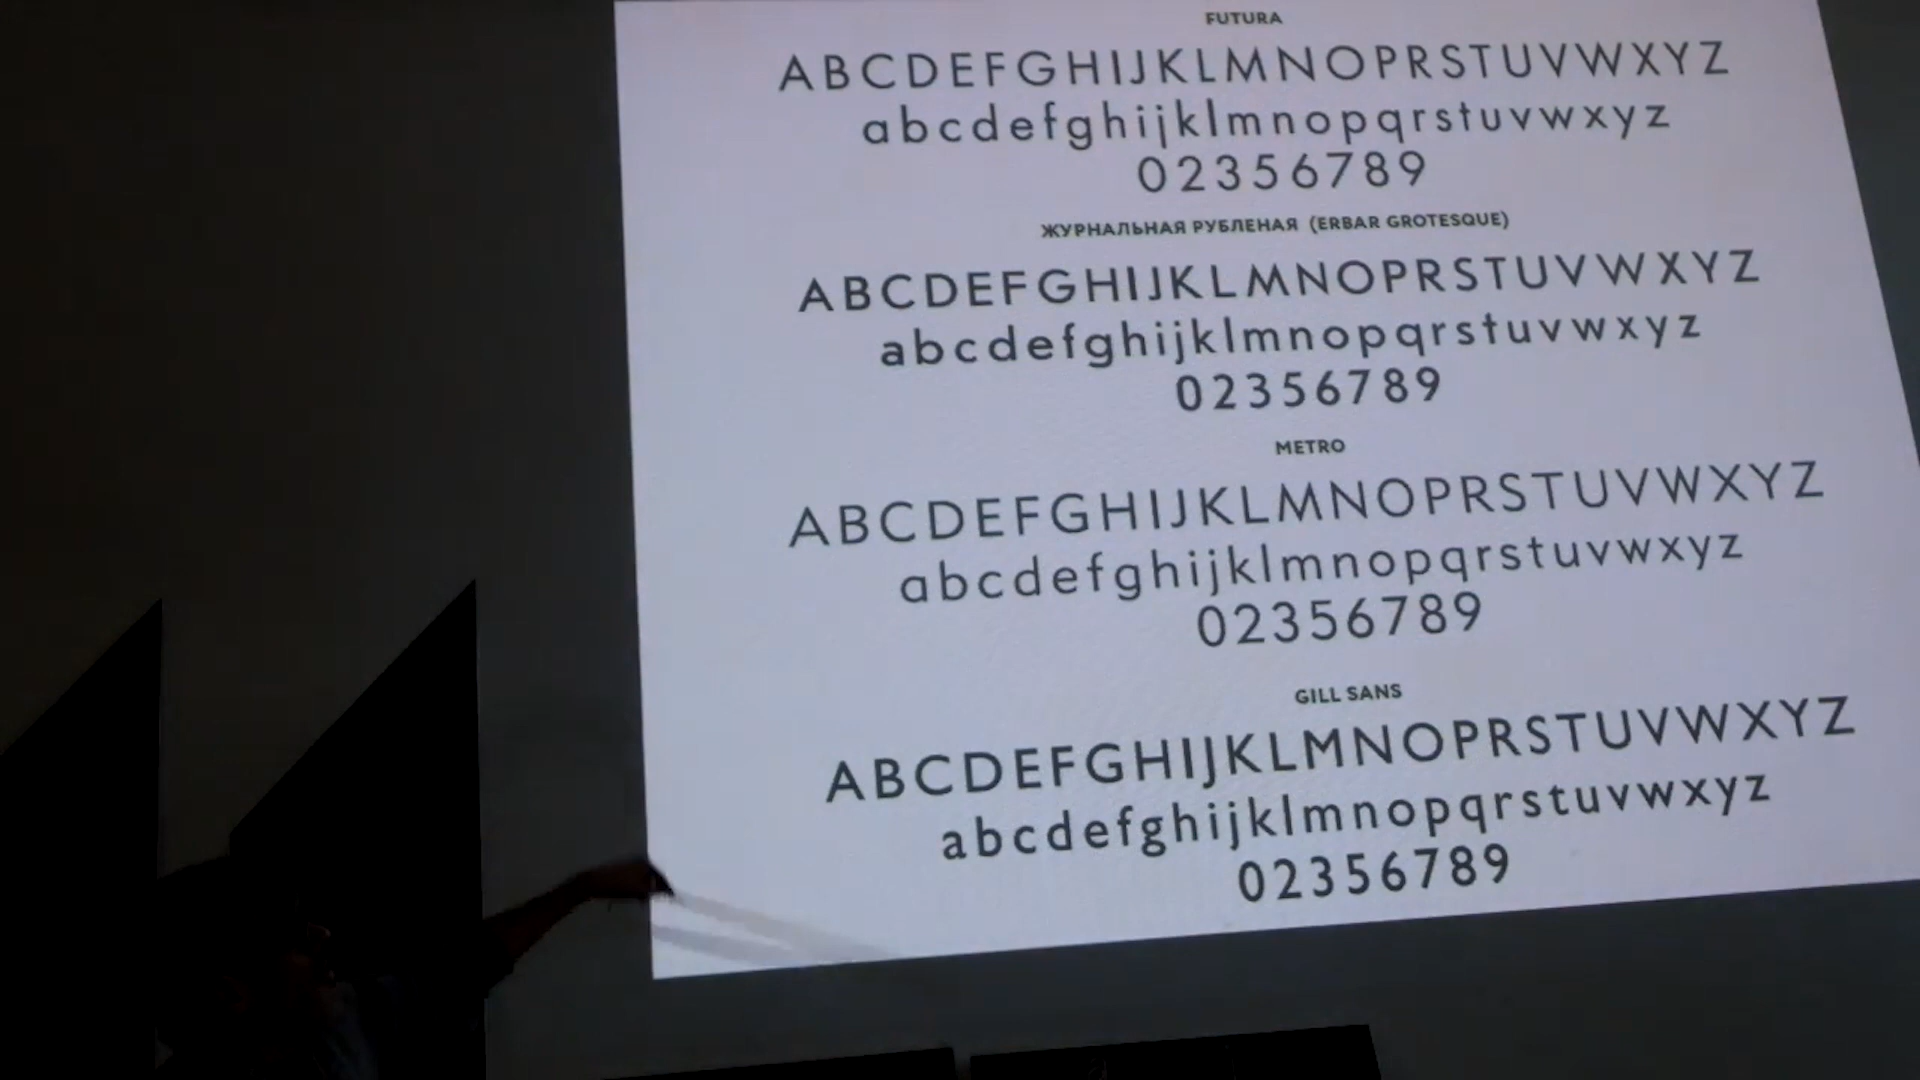 FUTURA
ABCDEFGHIJKLMNOPRSTUVWXYZ
abcdefghijklmnopqrstuvwxyz
02356789
ЖУРНАЛЬНАЯ РУБЛЕНАЯ (ERBAR GROTESQUE)
ABCDEFGHIJKLMNOPRSTUVWXYZ
abcdefghijklmnopqrstuvwxyz
02356789
METRO
ABCDEFGHIJKLMNOPRSTUVWXYZ
abcdefghijklmnopqrstuvwxyz
02356789
GILL SANS
ABCDEFGHIJKLMNOPRSTUVWXYZ
abcdefghijklmnopqrstuvwxyz
02356789